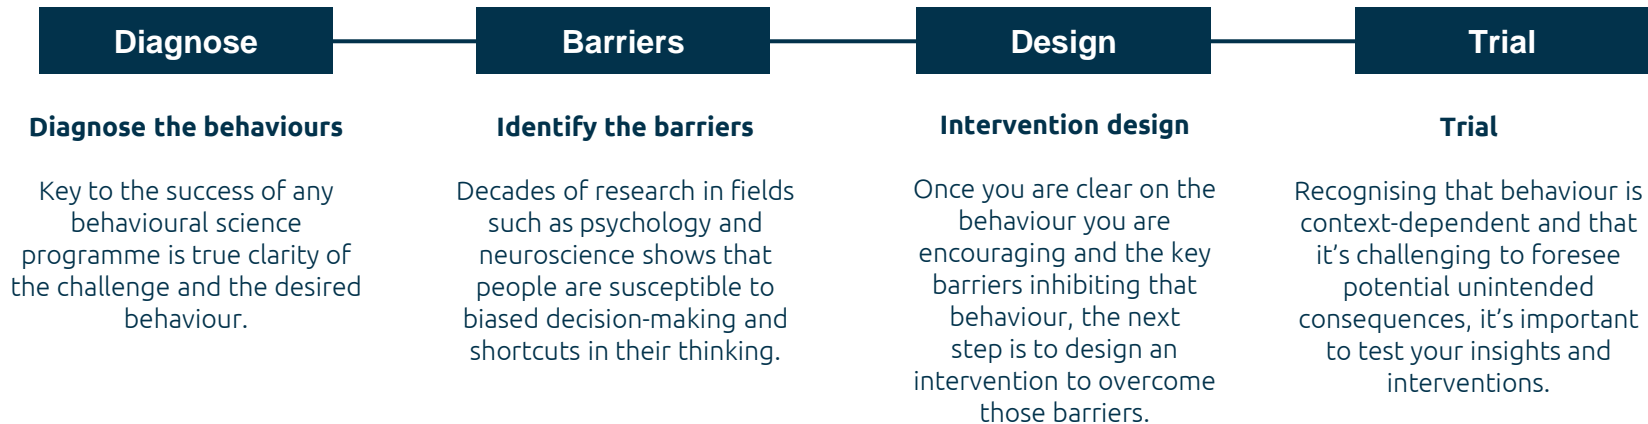 Diagnose
Barriers
Design
Trial
Diagnose the behaviours
Key to the success of any
behavioural science
programme is true clarity of
the challenge and the desired
behaviour.
Identify the barriers
Decades of research in fields
such as psychology and
neuroscience shows that
people are susceptible to
biased decision-making and
shortcuts in their thinking.
Intervention design
Once you are clear on the
behaviour you are
encouraging and the key
barriers inhibiting that
behaviour, the next
step is to design an
intervention to overcome
those barriers.
Trial
Recognising that behaviour is
context-dependent and that
it’s challenging to foresee
potential unintended
consequences, it’s important
to test your insights and
interventions.